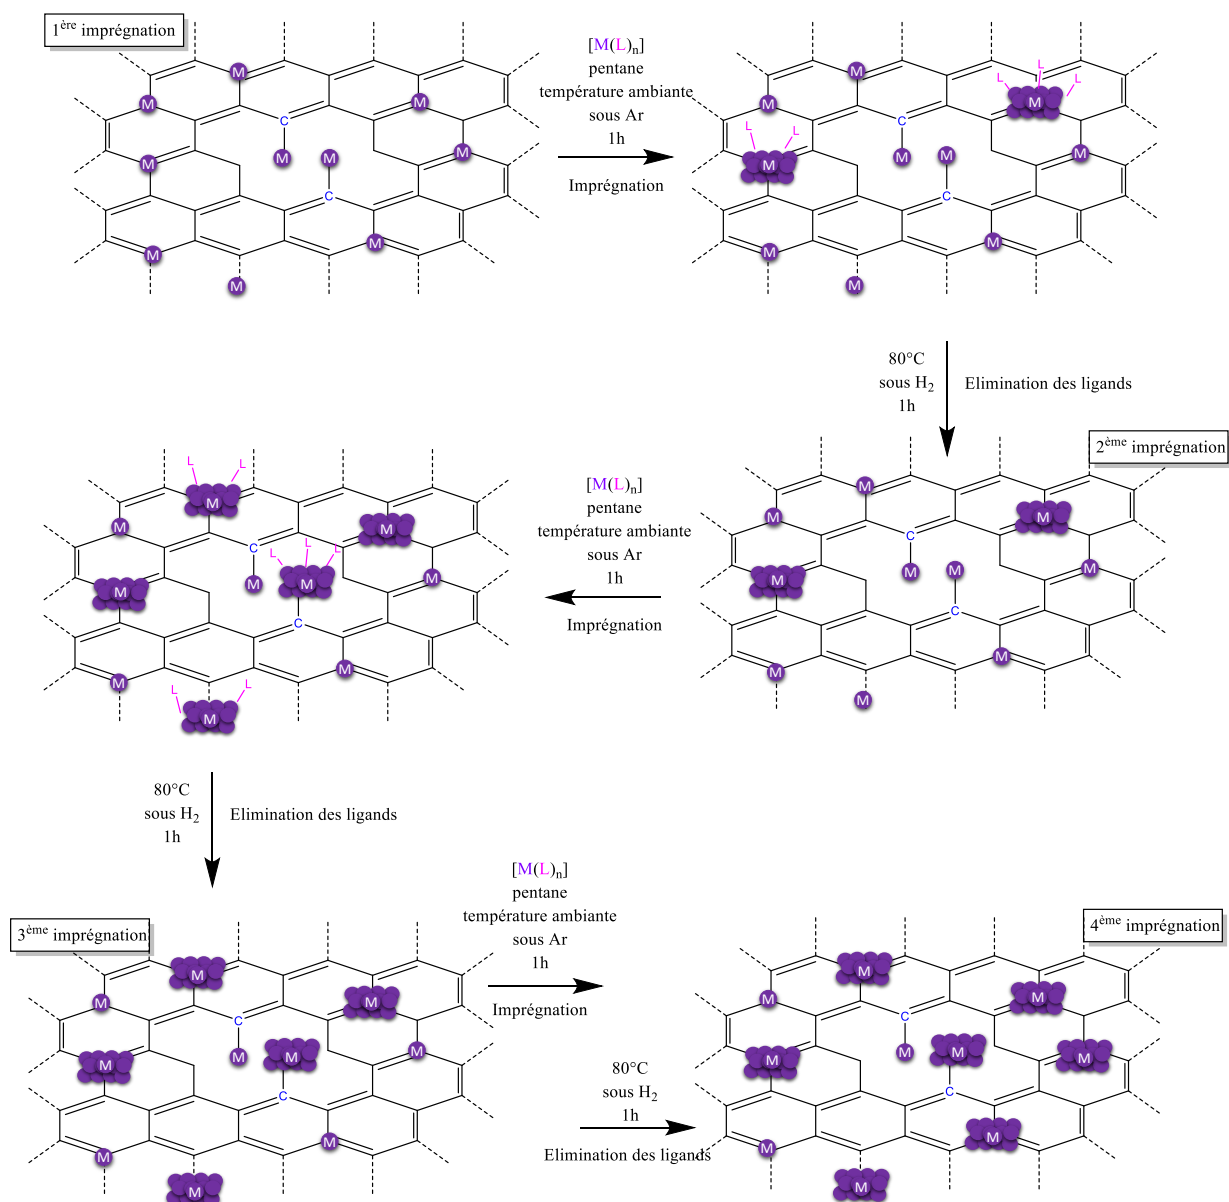 1ère imprégnation
[M(L)n]
pentane
température ambiante
sous Ar
1h
Imprégnation
M
M
M
M
M
M
M
M
M
M
C
C
L
L
L
L
L
M
M
M
M
M
M
M
M
M
M
C
C
80°C
sous H2
1h
Elimination des ligands
2ème imprégnation
M
M
M
M
M
M
M
M
M
M
C
C
[M(L)n]
pentane
température ambiante
sous Ar
1h
Imprégnation
L
L
L
L
L
L
L
M
M
M
M
M
M
M
M
M
M
C
C
80°C
sous H2
1h
Elimination des ligands
3ème imprégnation
M
M
M
M
M
M
M
M
M
M
C
C
[M(L)n]
pentane
température ambiante
sous Ar
1h
Imprégnation
80°C
sous H2
1h
Elimination des ligands
4ème imprégnation
M
M
M
M
M
M
M
M
M
M
C
C